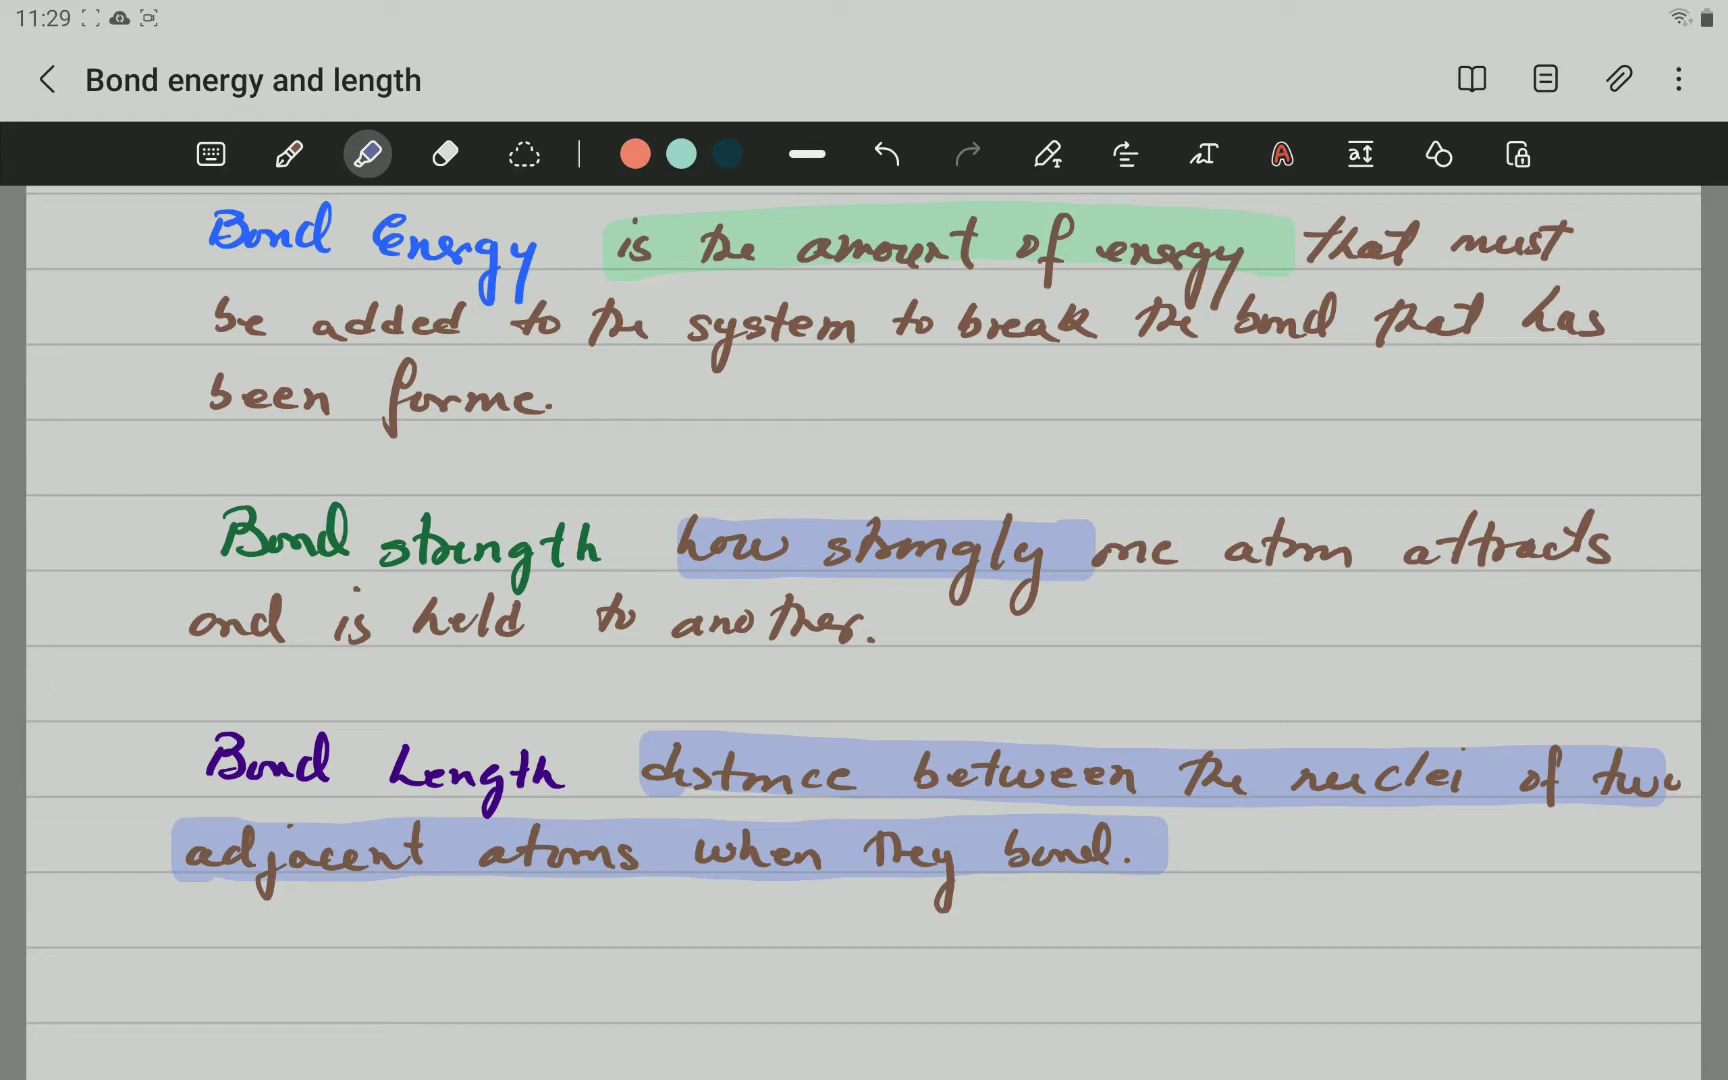 11:29
Bond energy and length
Bond Energy is the amount of energy that must
be added to the system to break the bond that has
been forme.
Bond strength how strongly one atom attracts
and is held to another.
Bond Length distance between the nuclei of two
adjacent atoms when they bond.